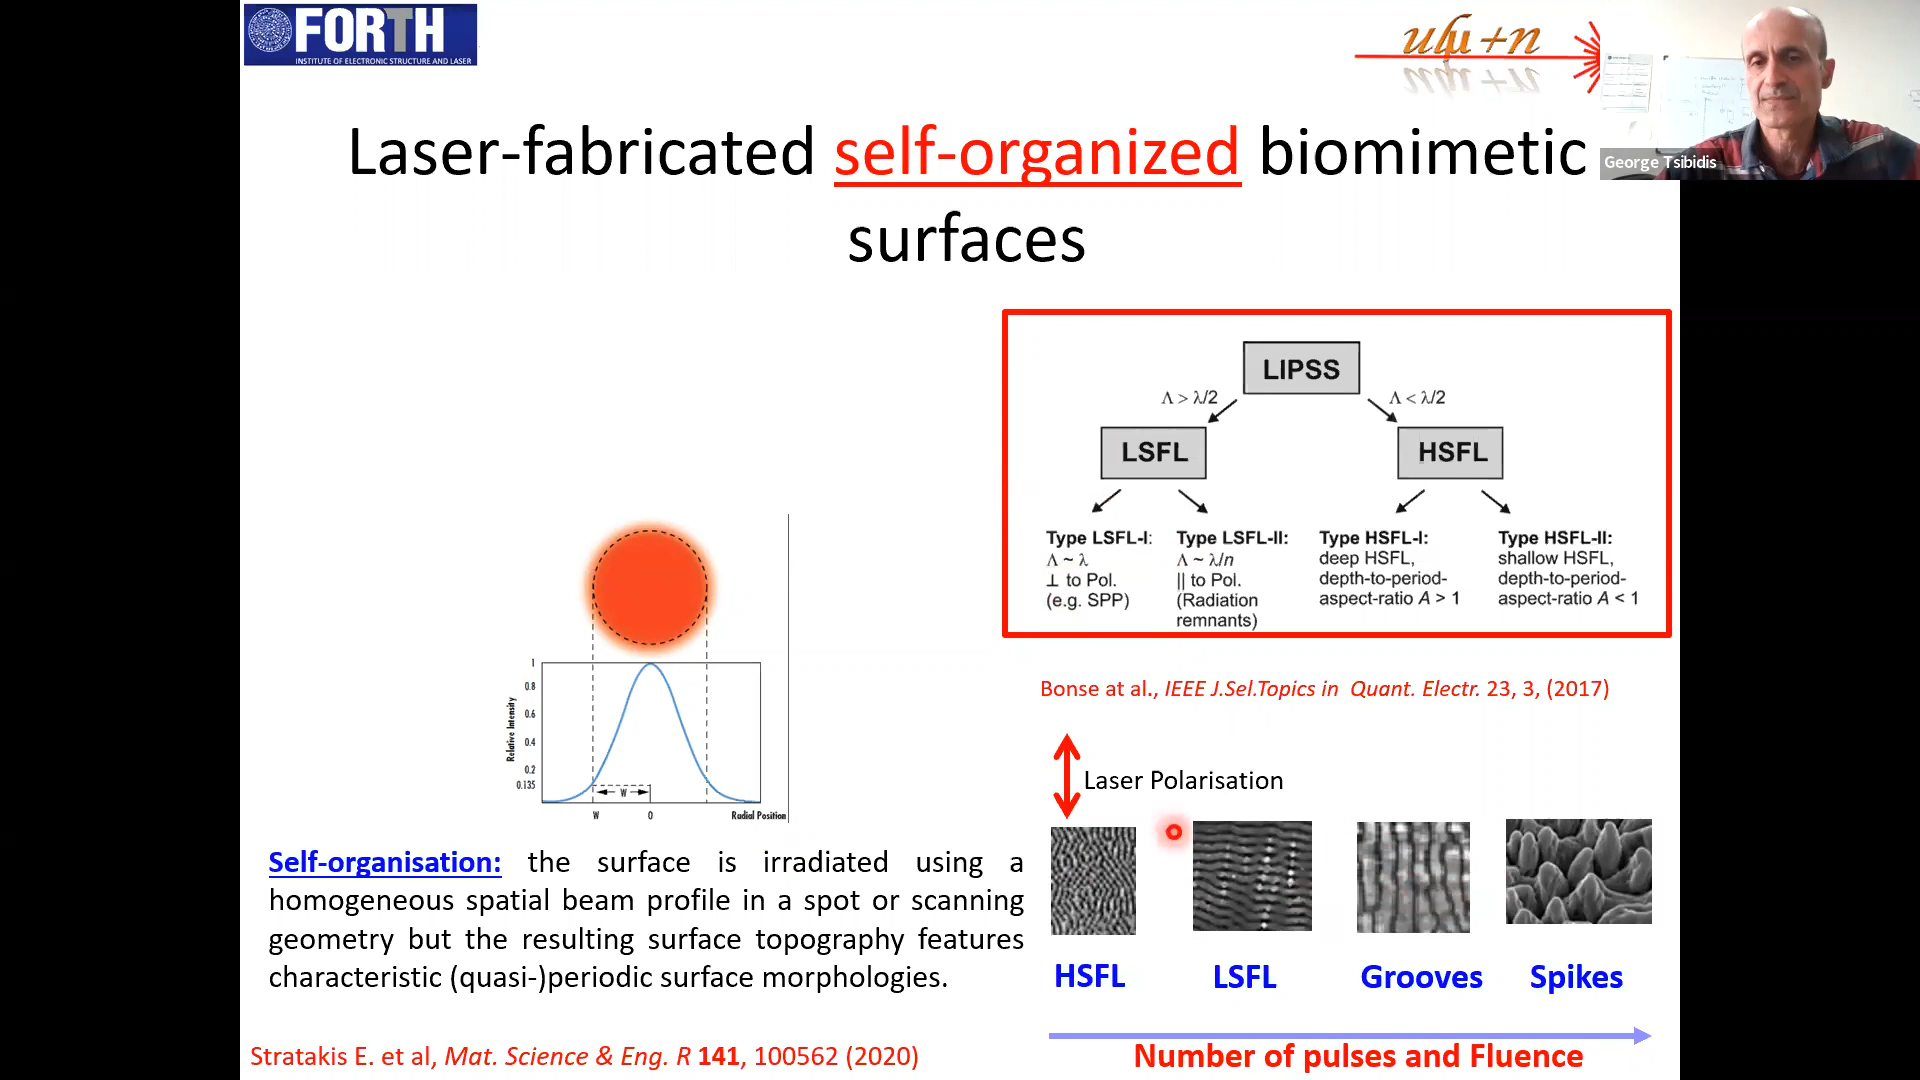 FORTH
INSTITUTE OF ELECTRONIC STRUCTURE AND LASER
George Tsibidis
Laser-fabricated self-organized biomimetic
surfaces
LIPSS
Λ > λ/2
Λ < λ/2
LSFL
HSFL
Type LSFL-I:
Λ ~ λ
⊥ to Pol.
(e.g. SPP)
Type LSFL-II:
Λ ~ λ/n
|| to Pol.
(Radiation
remnants)
Type HSFL-I:
deep HSFL,
depth-to-period-
aspect-ratio A > 1
Type HSFL-II:
shallow HSFL,
depth-to-period-
aspect-ratio A < 1
Bonse at al., IEEE J.Sel.Topics in Quant. Electr. 23, 3, (2017)
1
0.8
0.6
0.4
0.2
0.135
Relative Intensity
W
W
0
Radial Position
Laser Polarisation
Self-organisation: the surface is irradiated using a
homogeneous spatial beam profile in a spot or scanning
geometry but the resulting surface topography features
characteristic (quasi-)periodic surface morphologies.
HSFL
LSFL
Grooves
Spikes
Number of pulses and Fluence
Stratakis E. et al, Mat. Science & Eng. R 141, 100562 (2020)